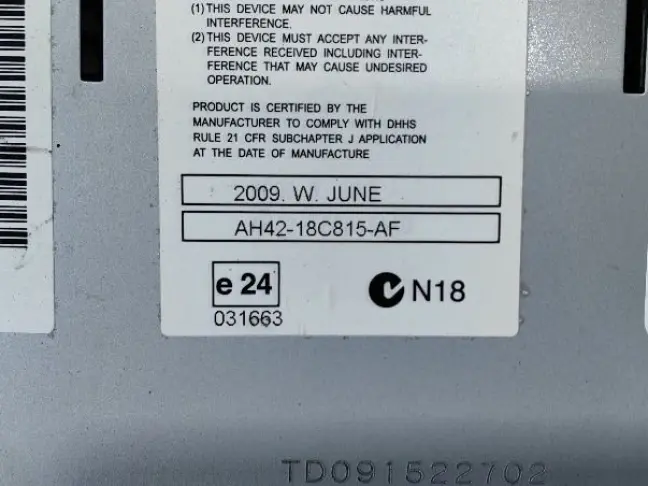 (1) THIS DEVICE MAY NOT CAUSE HARMFUL
INTERFERENCE.
(2) THIS DEVICE MUST ACCEPT ANY INTER-
FERENCE RECEIVED INCLUDING INTER-
FERENCE THAT MAY CAUSE UNDESIRED
OPERATION.
PRODUCT IS CERTIFIED BY THE
MANUFACTURER TO COMPLY WITH DHHS
RULE 21 CFR SUBCHAPTER J APPLICATION
AT THE DATE OF MANUFACTURE
2009. W. JUNE
AH42-18C815-AF
e 24
N18
031663
TD091522702